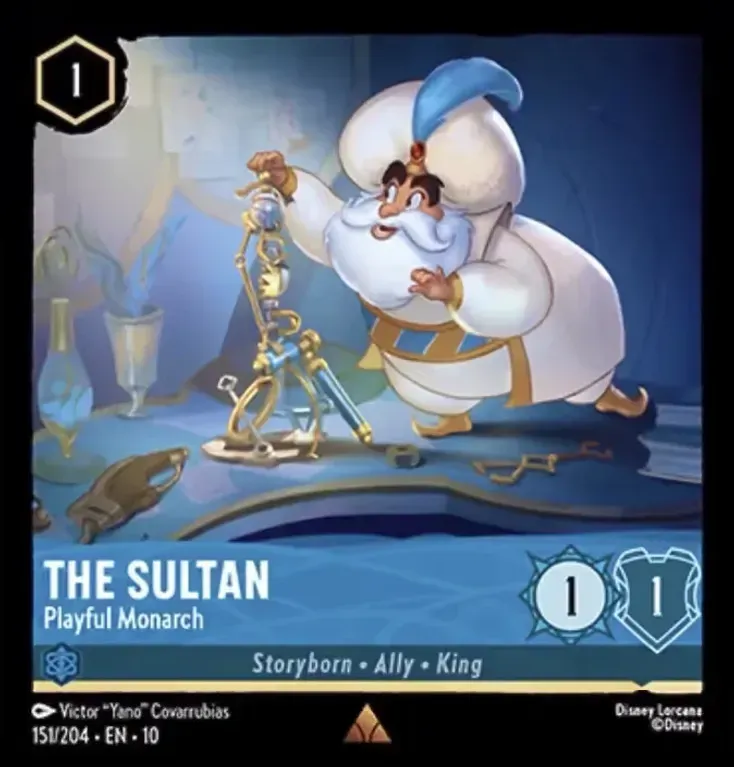 1
THE SULTAN
Playful Monarch
1 1
Storyborn • Ally • King
Victor "Yano" Covarrubias
151/204 • EN • 10
Disney Lorcana
©Disney